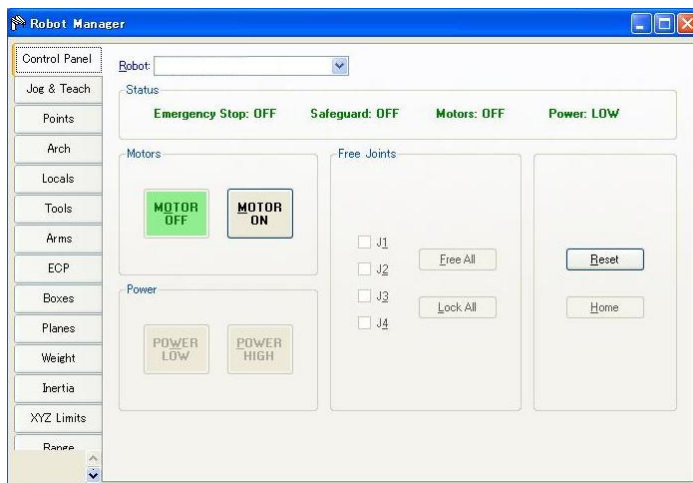 Robot Manager
Control Panel
Jog & Teach
Points
Arch
Locals
Tools
Arms
ECP
Boxes
Planes
Weight
Inertia
XYZ Limits
Range
Robot:
Status
Emergency Stop: OFF Safeguard: OFF Motors: OFF Power: LOW
Motors
MOTOR OFF
MOTOR ON
Power
POWER LOW
POWER HIGH
Free Joints
J1
J2
J3
J4
Free All
Lock All
Reset
Home